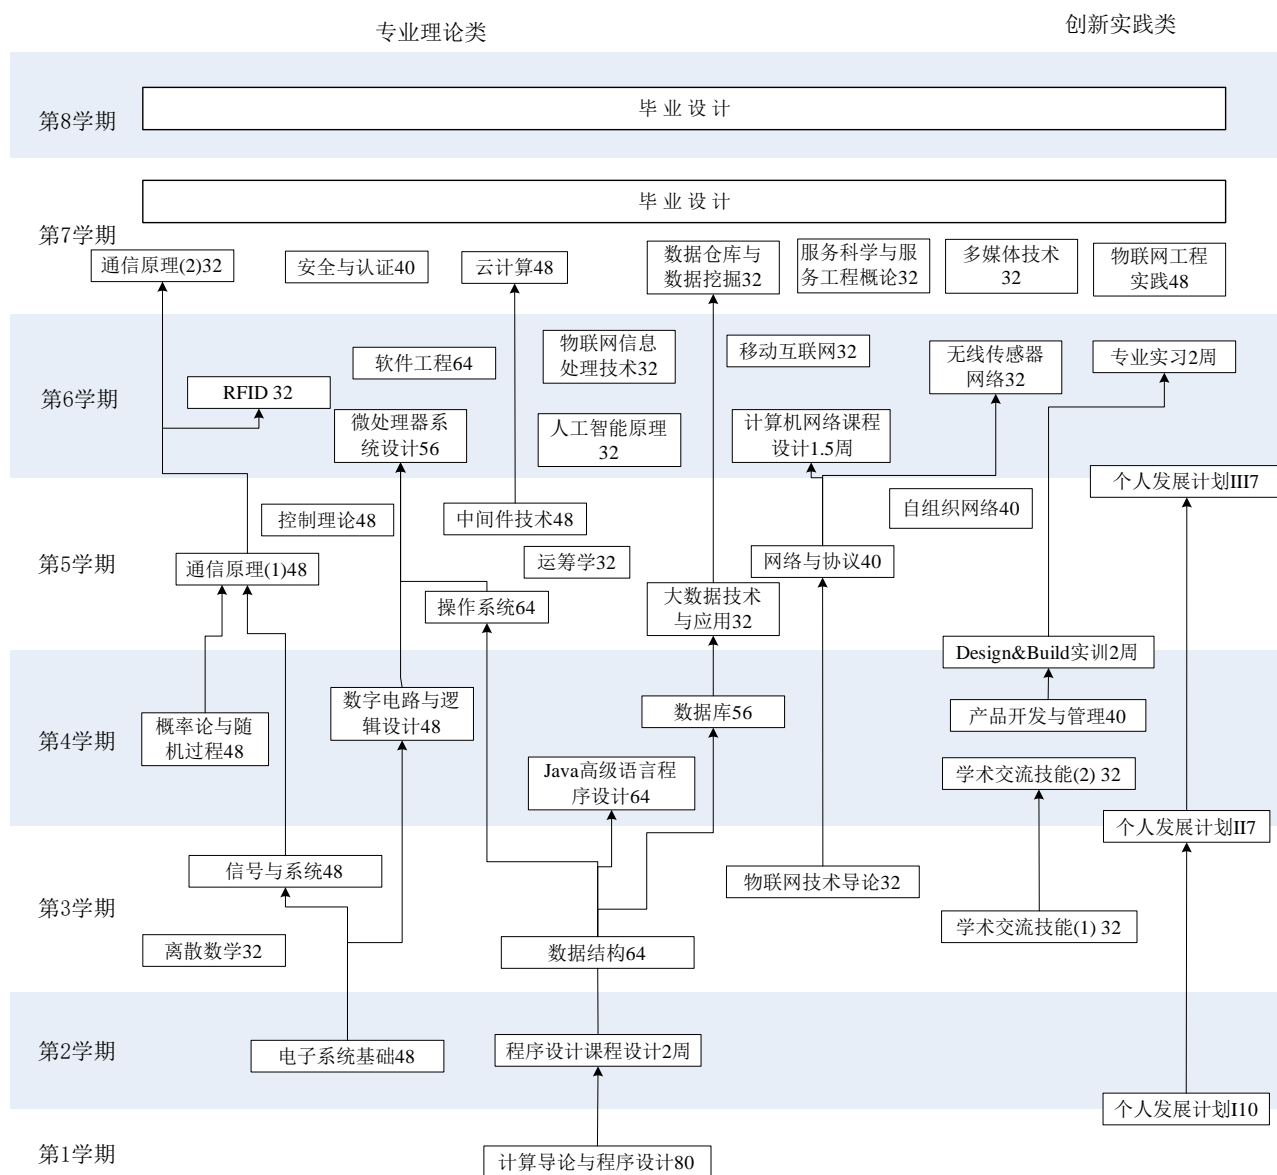 专业理论类
创新实践类
第8学期
毕 业 设 计
毕 业 设 计
第7学期
通信原理(2)32
安全与认证40
云计算48
数据仓库与
数据挖掘32
服务科学与服
务工程概论32
多媒体技术
32
物联网工程
实践48
第6学期
软件工程64
物联网信息
处理技术32
移动互联网32
无线传感器
网络32
专业实习2周
RFID 32
微处理器系
统设计56
人工智能原理
32
计算机网络课程
设计1.5周
个人发展计划III7
第5学期
控制理论48
中间件技术48
自组织网络40
通信原理(1)48
运筹学32
网络与协议40
操作系统64
大数据技术
与应用32
Design&Build实训2周
第4学期
概率论与随
机过程48
数字电路与逻
辑设计48
数据库56
产品开发与管理40
Java高级语言程
序设计64
学术交流技能(2) 32
个人发展计划II7
第3学期
信号与系统48
物联网技术导论32
学术交流技能(1) 32
离散数学32
数据结构64
第2学期
电子系统基础48
程序设计课程设计2周
个人发展计划I10
第1学期
计算导论与程序设计80